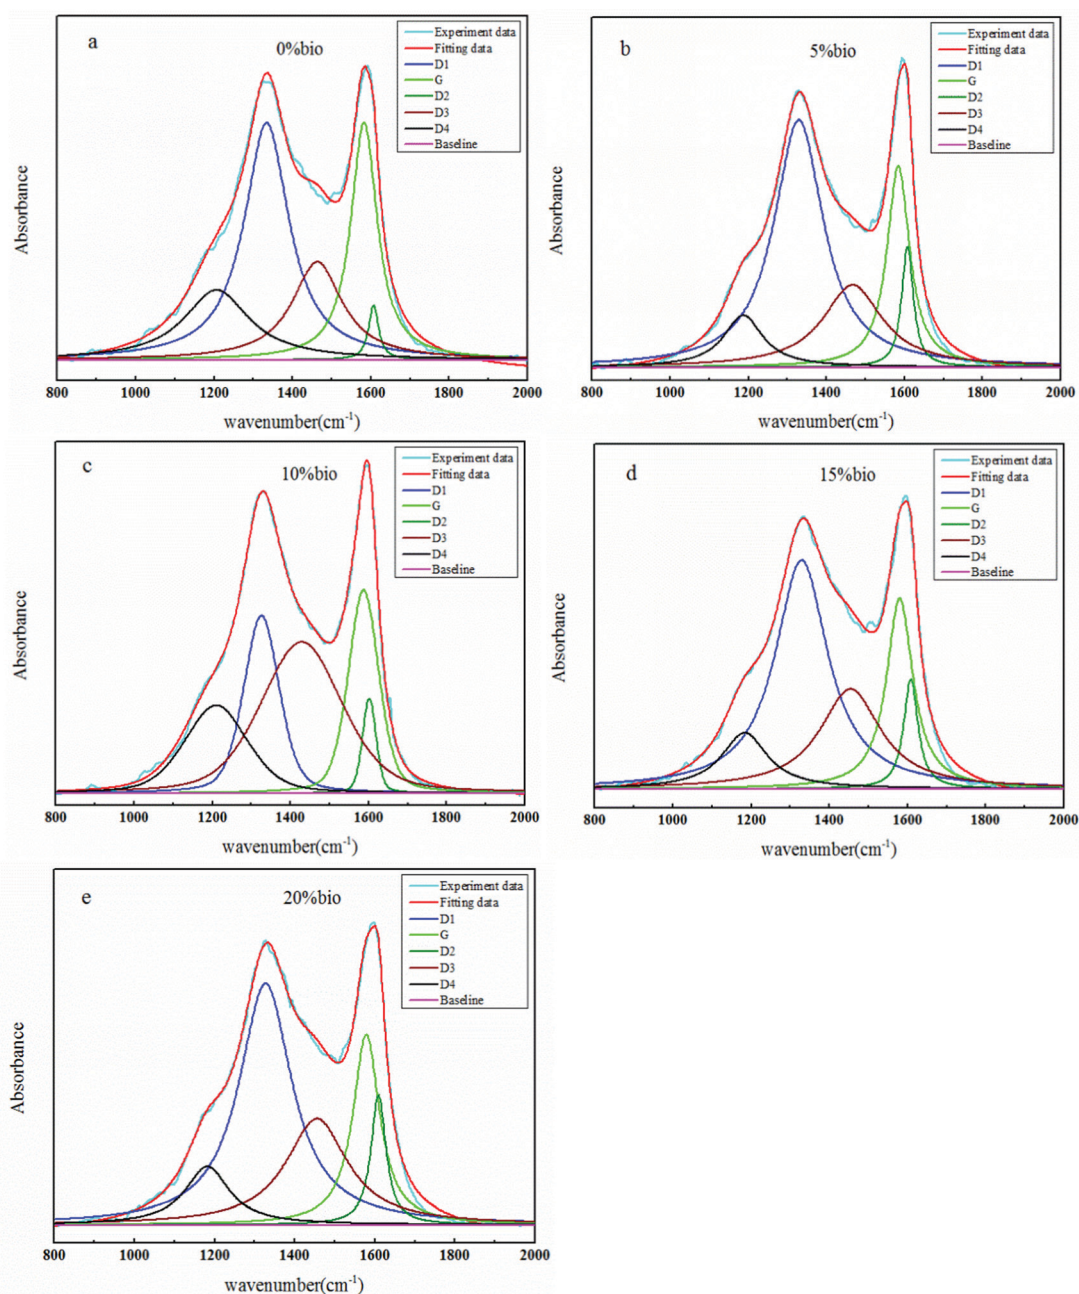 a
0%bio
Experiment data
Fitting data
D1
G
D2
D3
D4
Baseline
Absorbance
800 1000 1200 1400 1600 1800 2000
wavenumber(cm⁻¹)
b
5%bio
Experiment data
Fitting data
D1
G
D2
D3
D4
Baseline
Absorbance
800 1000 1200 1400 1600 1800 2000
wavenumber(cm⁻¹)
c
10%bio
Experiment data
Fitting data
D1
G
D2
D3
D4
Baseline
Absorbance
800 1000 1200 1400 1600 1800 2000
wavenumber(cm⁻¹)
d
15%bio
Experiment data
Fitting data
D1
G
D2
D3
D4
Baseline
Absorbance
800 1000 1200 1400 1600 1800 2000
wavenumber(cm⁻¹)
e
20%bio
Experiment data
Fitting data
D1
G
D2
D3
D4
Baseline
Absorbance
800 1000 1200 1400 1600 1800 2000
wavenumber(cm⁻¹)